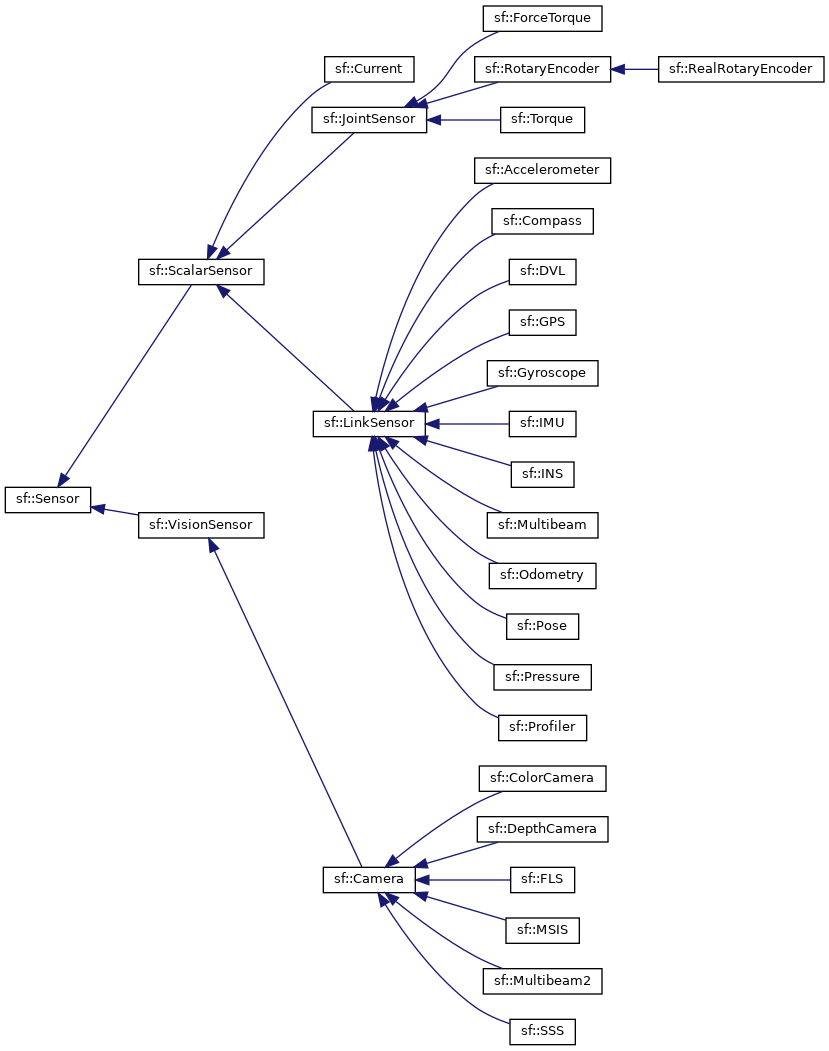 sf::ForceTorque
sf::Current
sf::RotaryEncoder
sf::RealRotaryEncoder
sf::JointSensor
sf::Torque
sf::Accelerometer
sf::Compass
sf::ScalarSensor
sf::DVL
sf::GPS
sf::Gyroscope
sf::LinkSensor
sf::IMU
sf::INS
sf::Sensor
sf::VisionSensor
sf::Multibeam
sf::Odometry
sf::Pose
sf::Pressure
sf::Profiler
sf::ColorCamera
sf::DepthCamera
sf::Camera
sf::FLS
sf::MSIS
sf::Multibeam2
sf::SSS